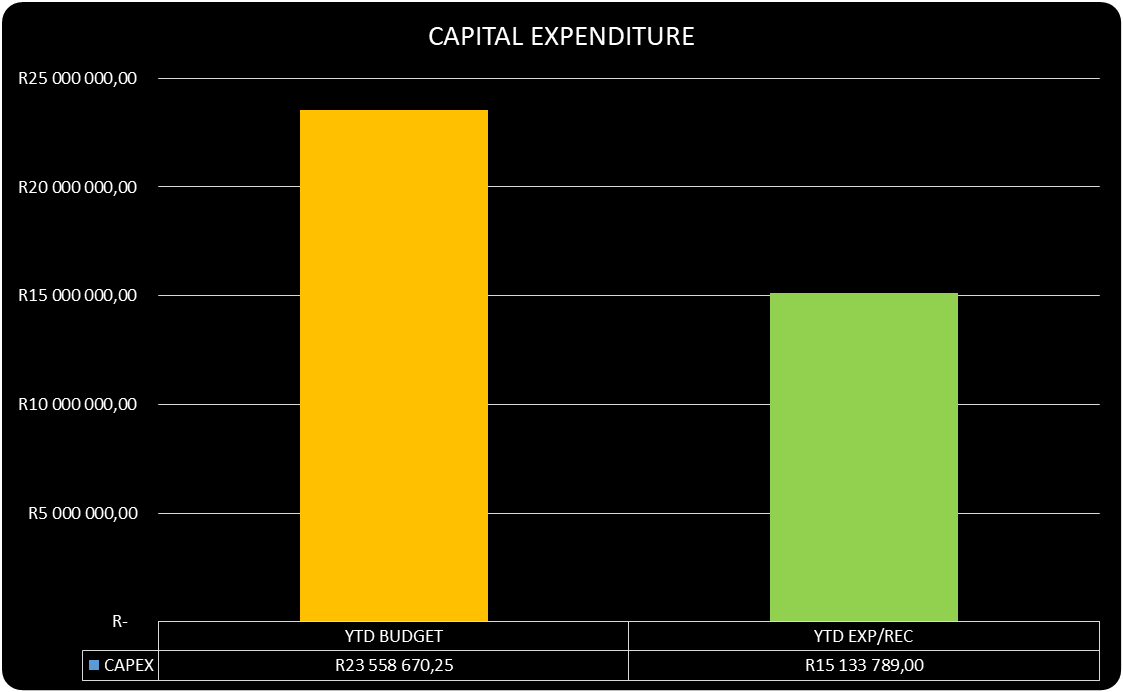 CAPITAL EXPENDITURE
R25 000 000,00
R20 000 000,00
R15 000 000,00
R10 000 000,00
R5 000 000,00
R-
YTD BUDGET YTD EXP/REC
CAPEX R23 558 670,25 R15 133 789,00